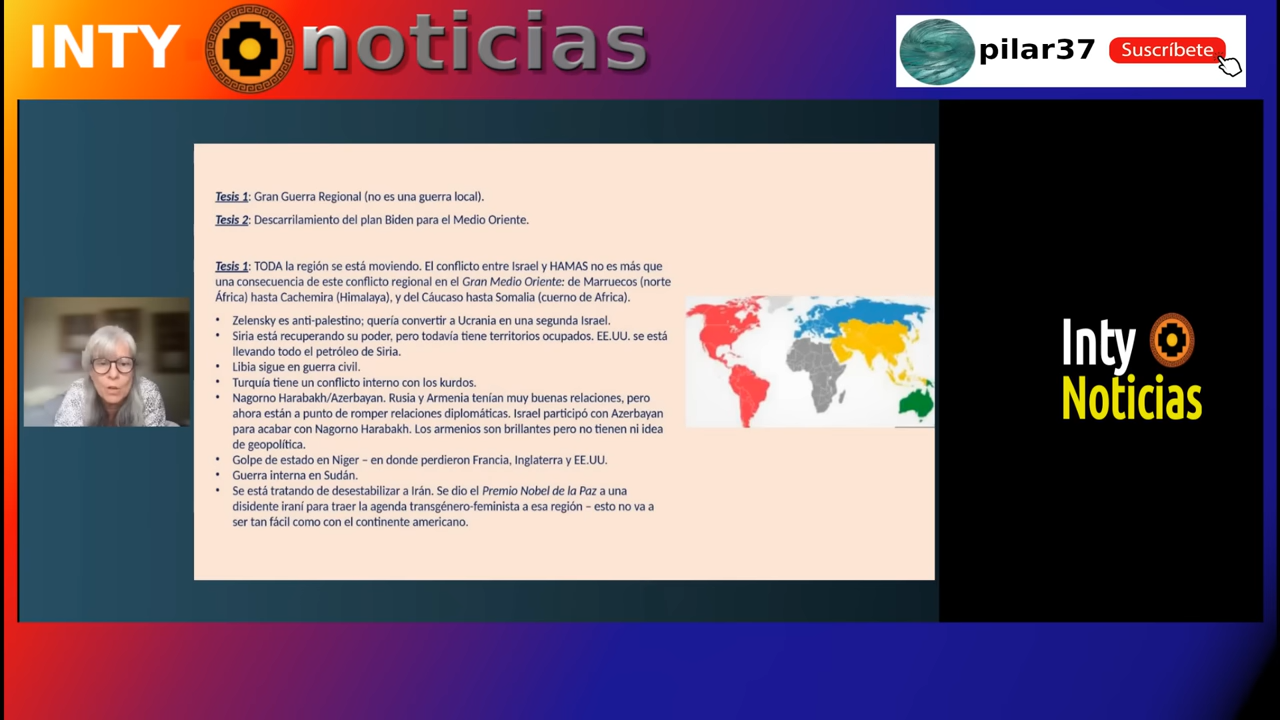 INTY noticias
pilar37
Suscríbete
Tesis 1: Gran Guerra Regional (no es una guerra local).
Tesis 2: Descarrilamiento del plan Biden para el Medio Oriente.
Tesis 1: TODA la región se está moviendo. El conflicto entre Israel y HAMAS no es más que
una consecuencia de este conflicto regional en el Gran Medio Oriente: de Marruecos (norte
África) hasta Cachemira (Himalaya), y del Cáucaso hasta Somalia (cuerno de Africa).
• Zelensky es anti-palestino; quería convertir a Ucrania en una segunda Israel.
• Siria está recuperando su poder, pero todavía tiene territorios ocupados. EE.UU. se está
llevando todo el petróleo de Siria.
• Libia sigue en guerra civil.
• Turquía tiene un conflicto interno con los kurdos.
• Nagorno Harabakh/Azerbayan. Rusia y Armenia tenían muy buenas relaciones, pero
ahora están a punto de romper relaciones diplomáticas. Israel participó con Azerbayan
para acabar con Nagorno Harabakh. Los armenios son brillantes pero no tienen ni idea
de geopolítica.
• Golpe de estado en Niger – en donde perdieron Francia, Inglaterra y EE.UU.
• Guerra interna en Sudán.
• Se está tratando de desestabilizar a Irán. Se dio el Premio Nobel de la Paz a una
disidente iraní para traer la agenda transgénero-feminista a esa región – esto no va a
ser tan fácil como con el continente americano.
Inty
Noticias